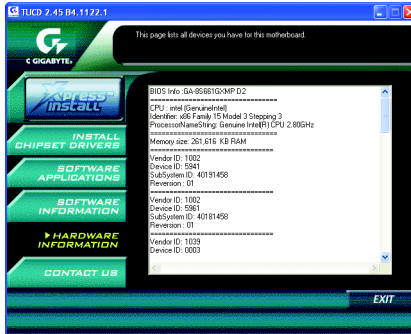 TUCD 2.45 B4.1122.1
This page lists all devices you have for this motherboard.
G
GIGABYTE
Xpress-
INSTALL
INSTALL
CHIPSET DRIVERS
SOFTWARE
APPLICATIONS
SOFTWARE
INFORMATION
HARDWARE
INFORMATION
CONTACT US
BIOS Info :GA-8S661GXMP D2
==============================
CPU : intel (GenuineIntel)
Identifier: x86 Family 15 Model 3 Stepping 3
ProcessorNameString: Genuine Intel(R) CPU 2.80GHz
==============================
Memory size: 261,616 KB RAM
==============================
Vendor ID: 1002
Device ID: 5941
SubSystem ID: 40191458
Reversion : 01
==============================
Vendor ID: 1002
Device ID: 5961
SubSystem ID: 40181458
Reversion : 01
==============================
Vendor ID: 1039
Device ID: 0003
EXIT